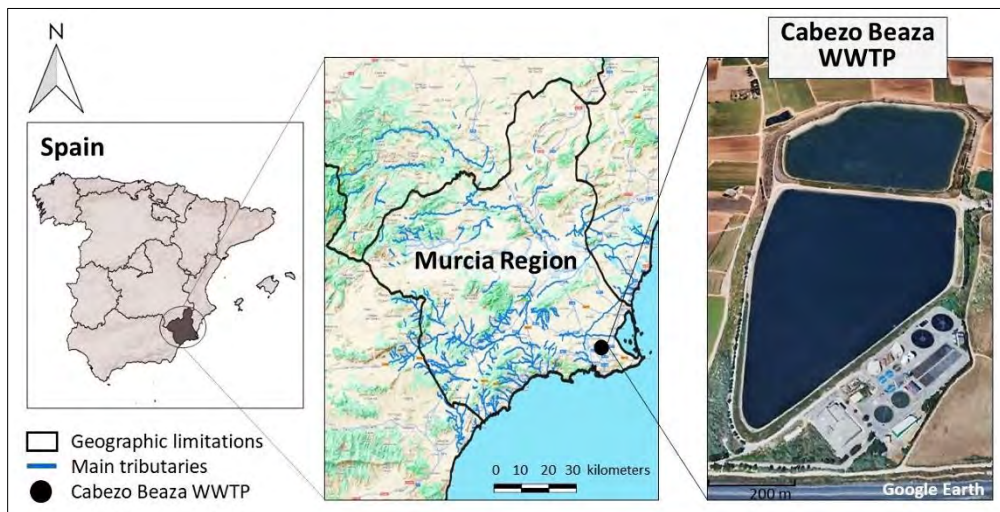 N
Spain
Geographic limitations
Main tributaries
Cabezo Beaza WWTP
Murcia Region
0 10 20 30 kilometers
Cabezo Beaza
WWTP
200 m
Google Earth